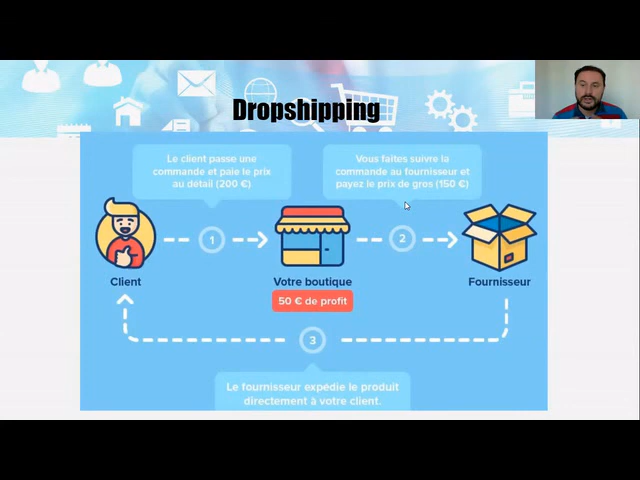 Dropshipping
Le client passe une
commande et paie le prix
au détail (200 €)
Vous faites suivre la
commande au fournisseur et
payez le prix de gros (150 €)
1
2
Client
Votre boutique
Fournisseur
50 € de profit
3
Le fournisseur expédie le produit
directement à votre client.